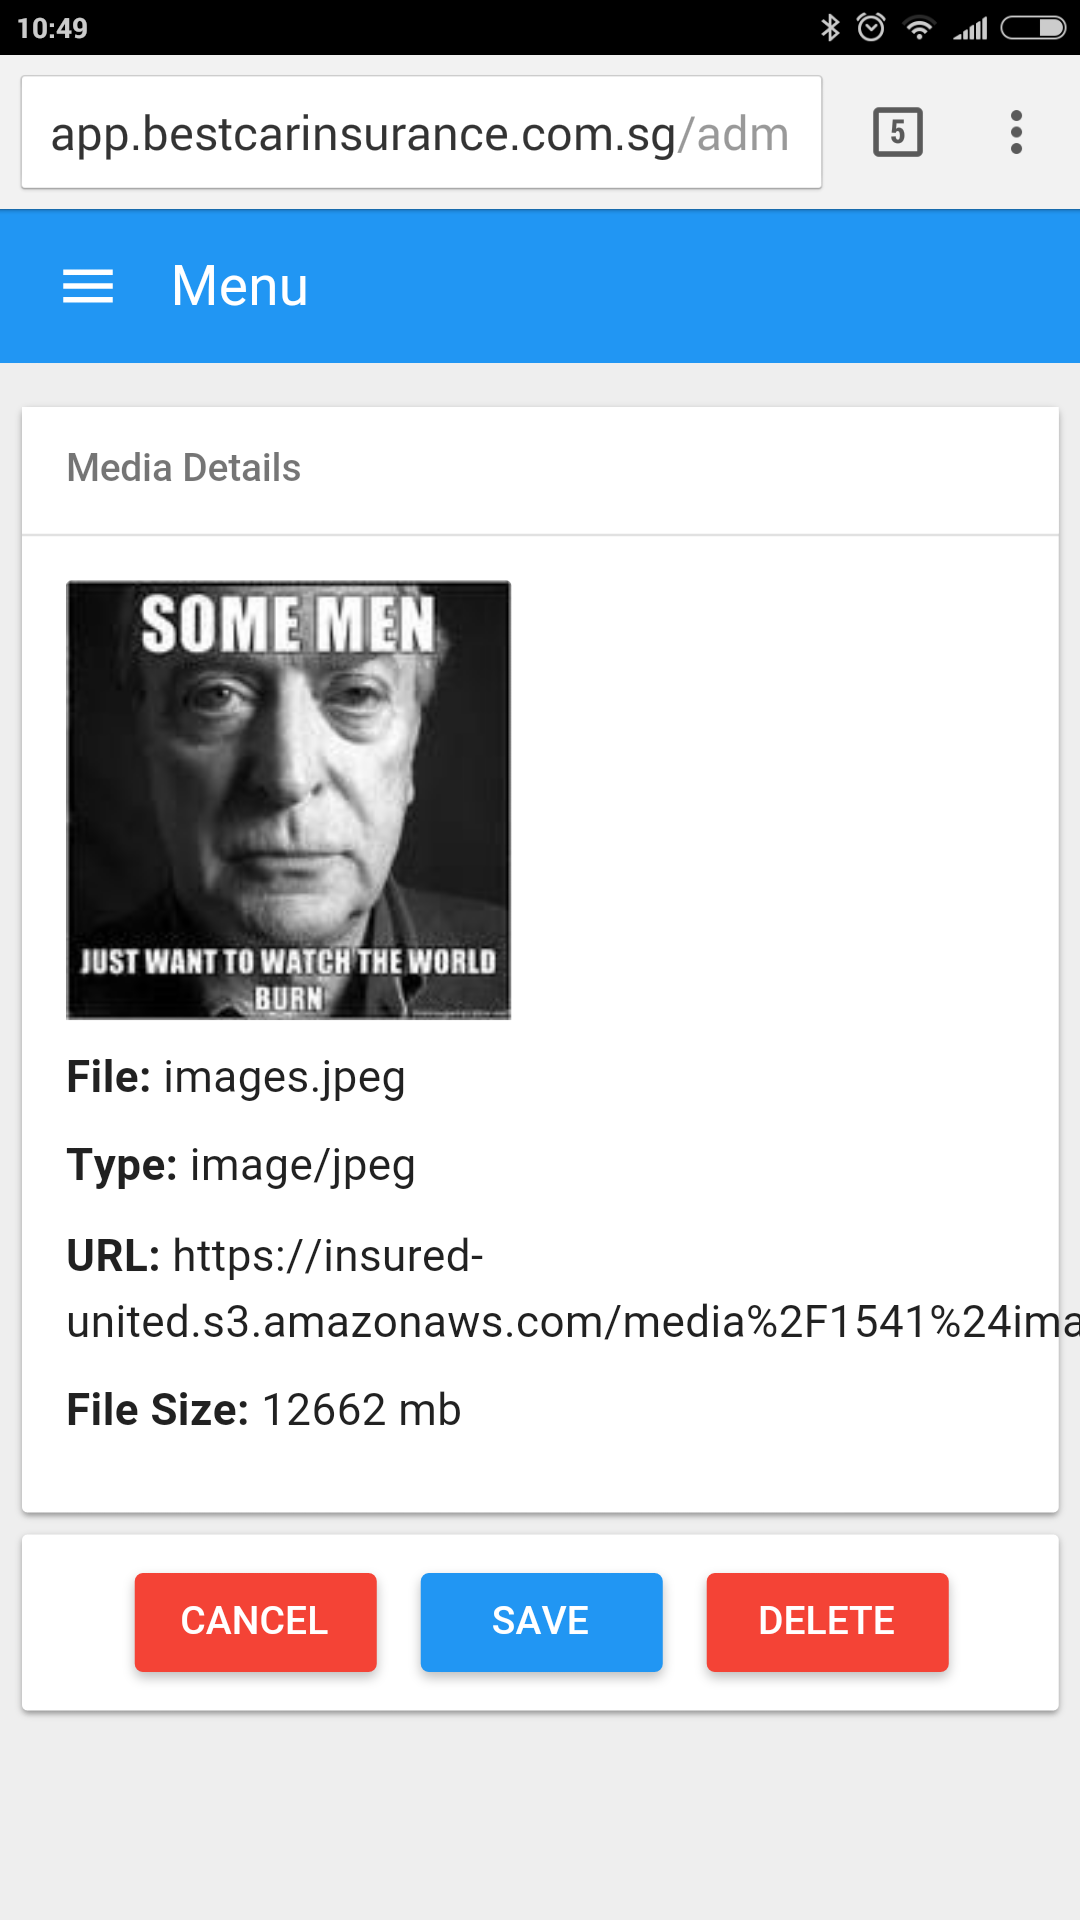 10:49
app.bestcarinsurance.com.sg/adm
5
Menu
Media Details
SOME MEN
JUST WANT TO WATCH THE WORLD
BURN
File: images.jpeg
Type: image/jpeg
URL: https://insured-
united.s3.amazonaws.com/media%2F1541%24ima
File Size: 12662 mb
CANCEL
SAVE
DELETE